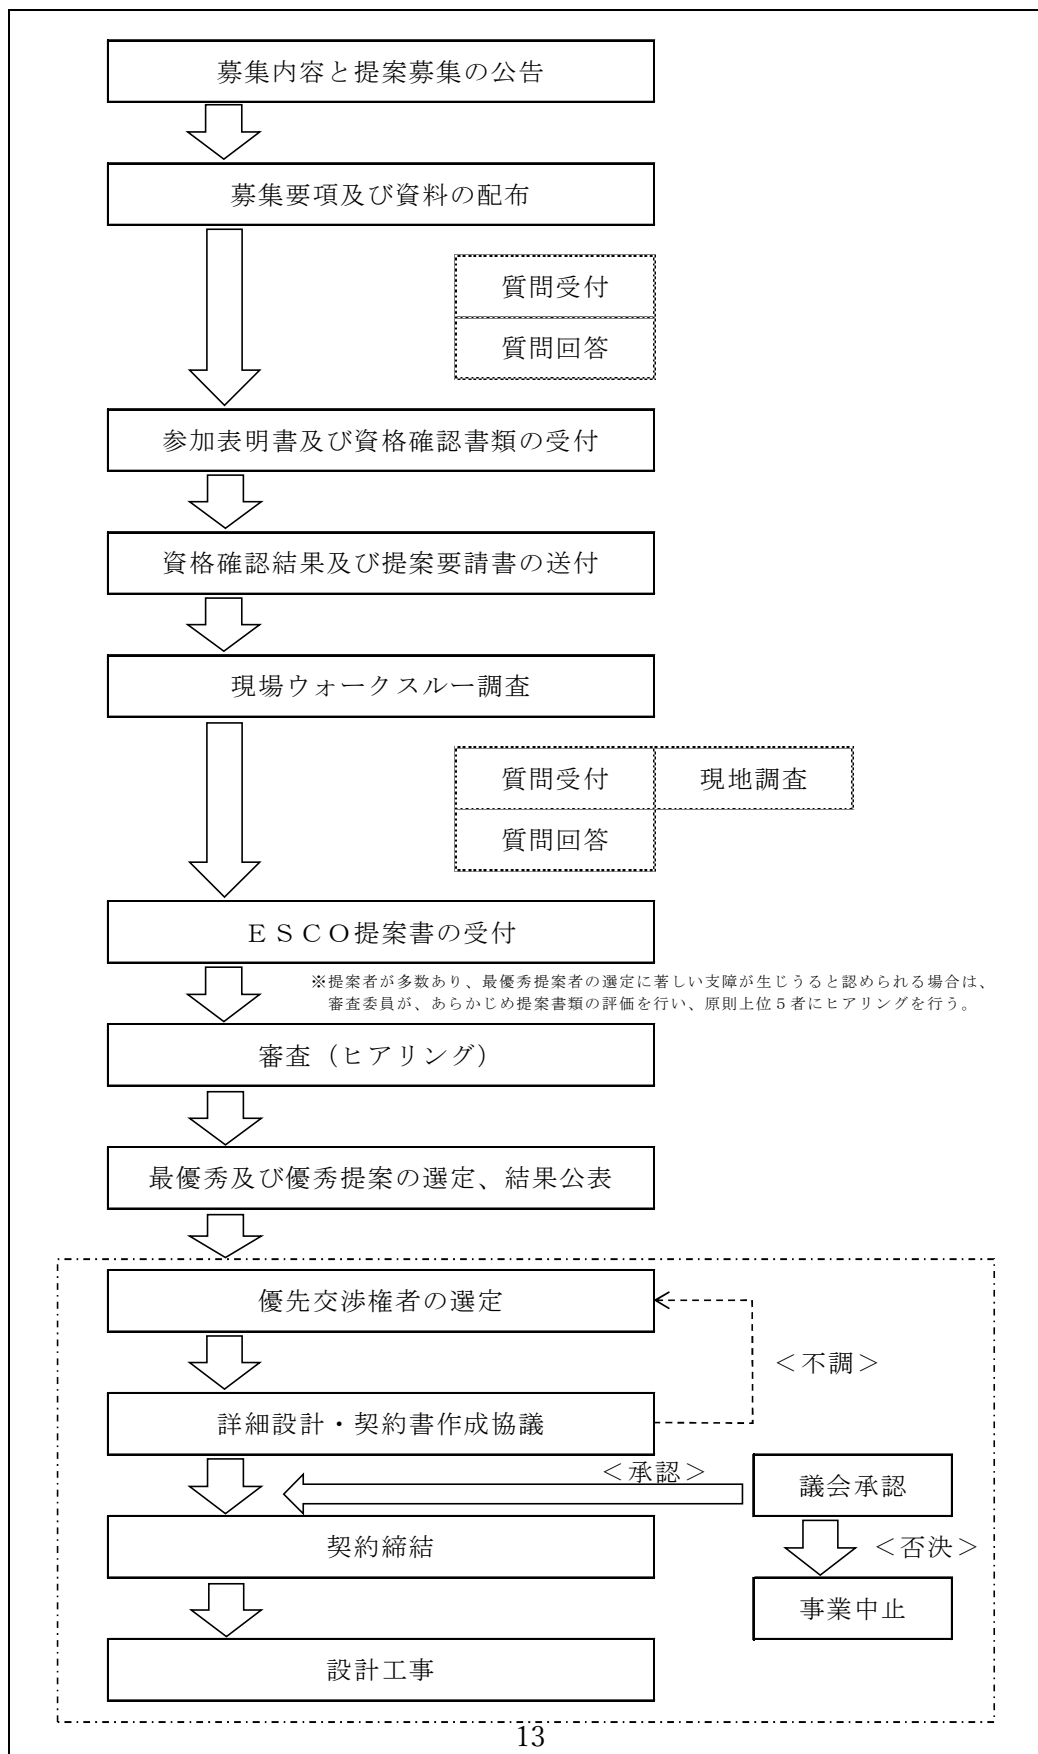 募集内容と提案募集の公告
募集要項及び資料の配布
質問受付
質問回答
参加表明書及び資格確認書類の受付
資格確認結果及び提案要請書の送付
現場ウォークスルー調査
質問受付 現地調査
質問回答
ＥＳＣＯ提案書の受付
※提案者が多数あり、最優秀提案者の選定に著しい支障が生じうると認められる場合は、
審査委員が、あらかじめ提案書類の評価を行い、原則上位５者にヒアリングを行う。
審査（ヒアリング）
最優秀及び優秀提案の選定、結果公表
優先交渉権者の選定
＜不調＞
詳細設計・契約書作成協議
＜承認＞
議会承認
契約締結
＜否決＞
事業中止
設計工事
13